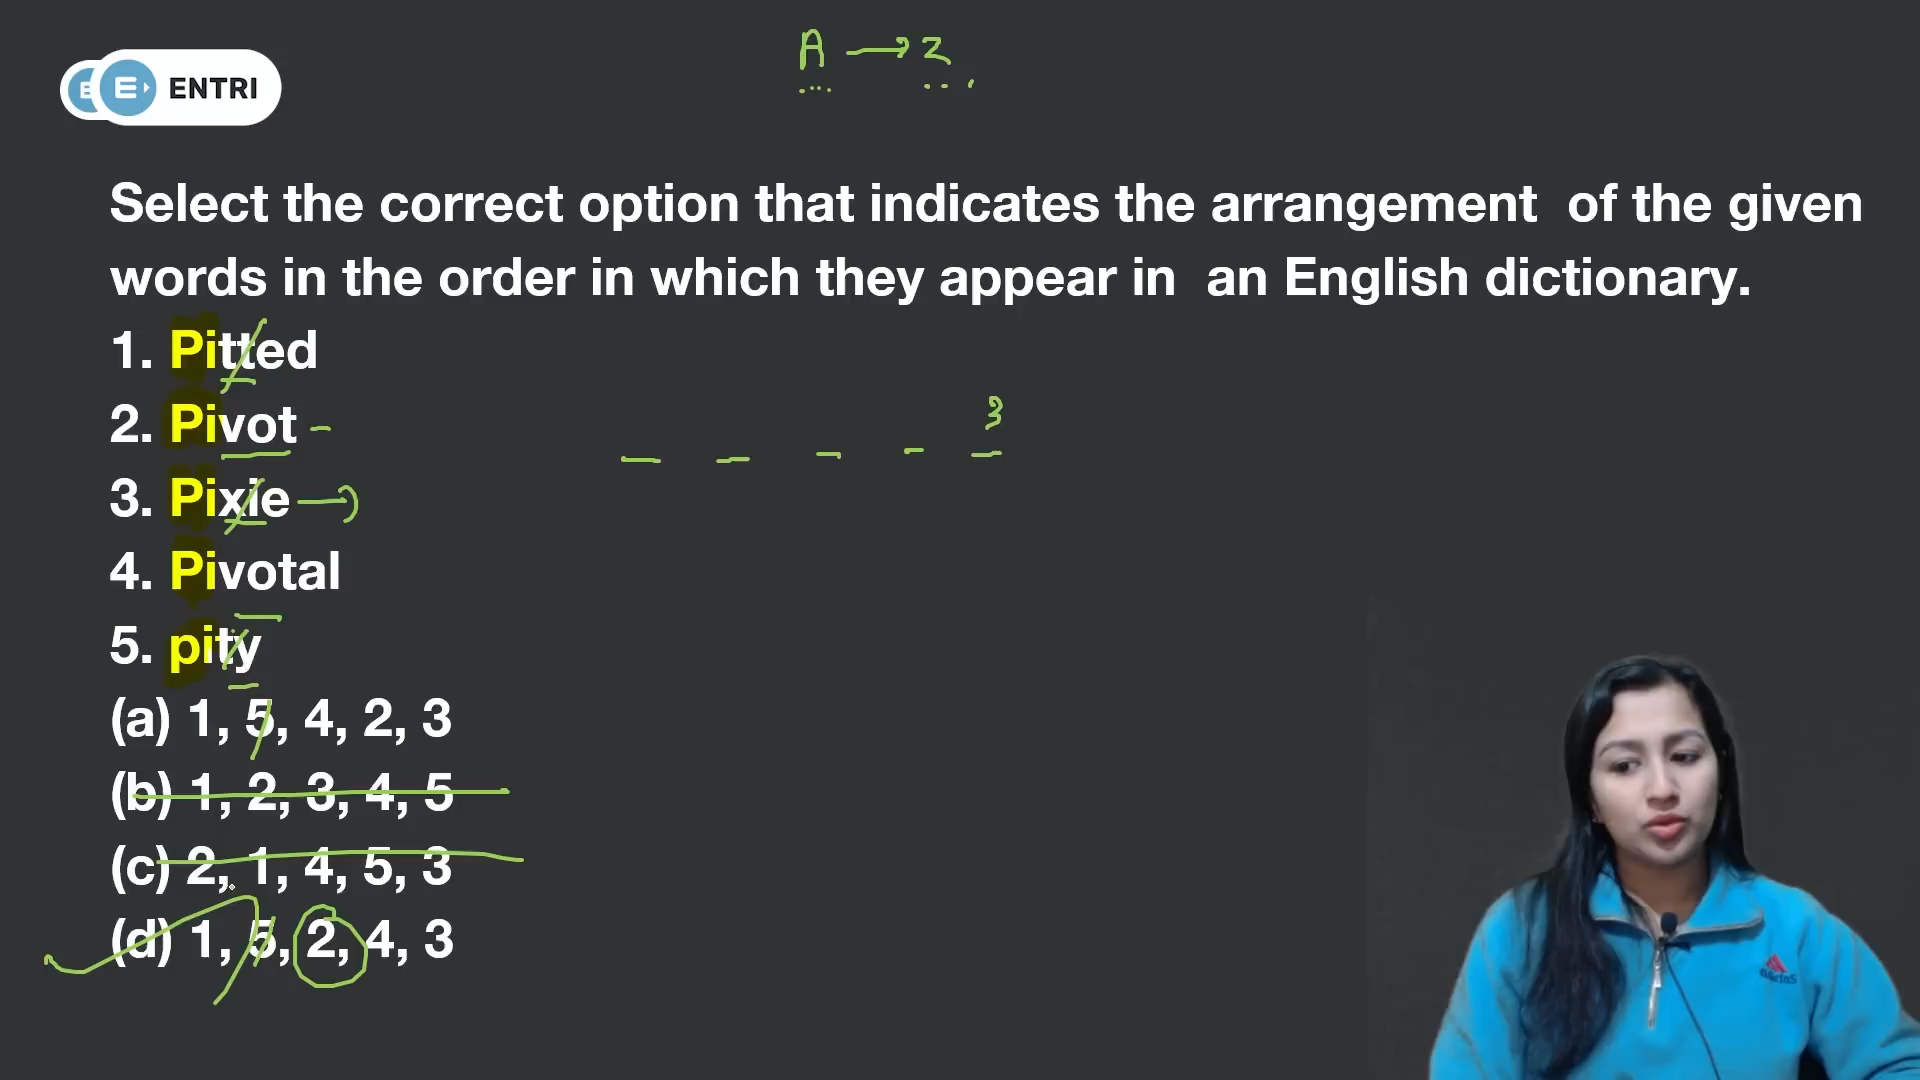 A → Z
E E ENTRI
Select the correct option that indicates the arrangement of the given
words in the order in which they appear in an English dictionary.
1. Pitted
2. Pivot -
3
3. Pixie
4. Pivotal
5. pity
(a) 1, 5, 4, 2, 3
(b) 1, 2, 3, 4, 5
(c) 2, 1, 4, 5, 3
(d) 1, 5, 2, 4, 3